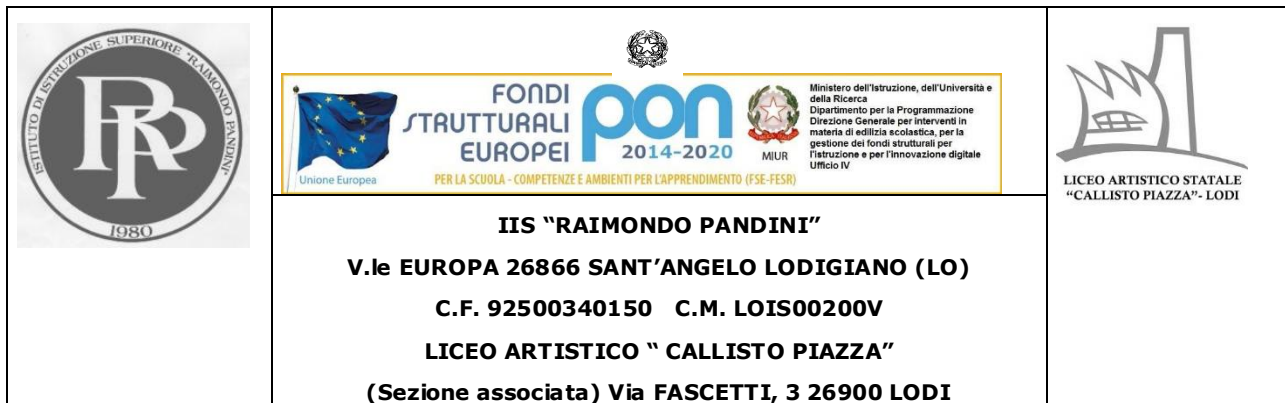 ISTITUTO DI ISTRUZIONE SUPERIORE "RAIMONDO PANDINI"
RP
1980
FONDI
STRUTTURALI
EUROPEI
pon
2014-2020
Unione Europea
MIUR
Ministero dell'Istruzione, dell'Università e
della Ricerca
Dipartimento per la Programmazione
Direzione Generale per interventi in
materia di edilizia scolastica, per la
gestione dei fondi strutturali per
l'istruzione e per l'innovazione digitale
Ufficio IV
PER LA SCUOLA - COMPETENZE E AMBIENTI PER L'APPRENDIMENTO (FSE-FESR)
IIS “RAIMONDO PANDINI”
V.le EUROPA 26866 SANT’ANGELO LODIGIANO (LO)
C.F. 92500340150 C.M. LOIS00200V
LICEO ARTISTICO “ CALLISTO PIAZZA”
(Sezione associata) Via FASCETTI, 3 26900 LODI
LICEO ARTISTICO STATALE
“CALLISTO PIAZZA”- LODI